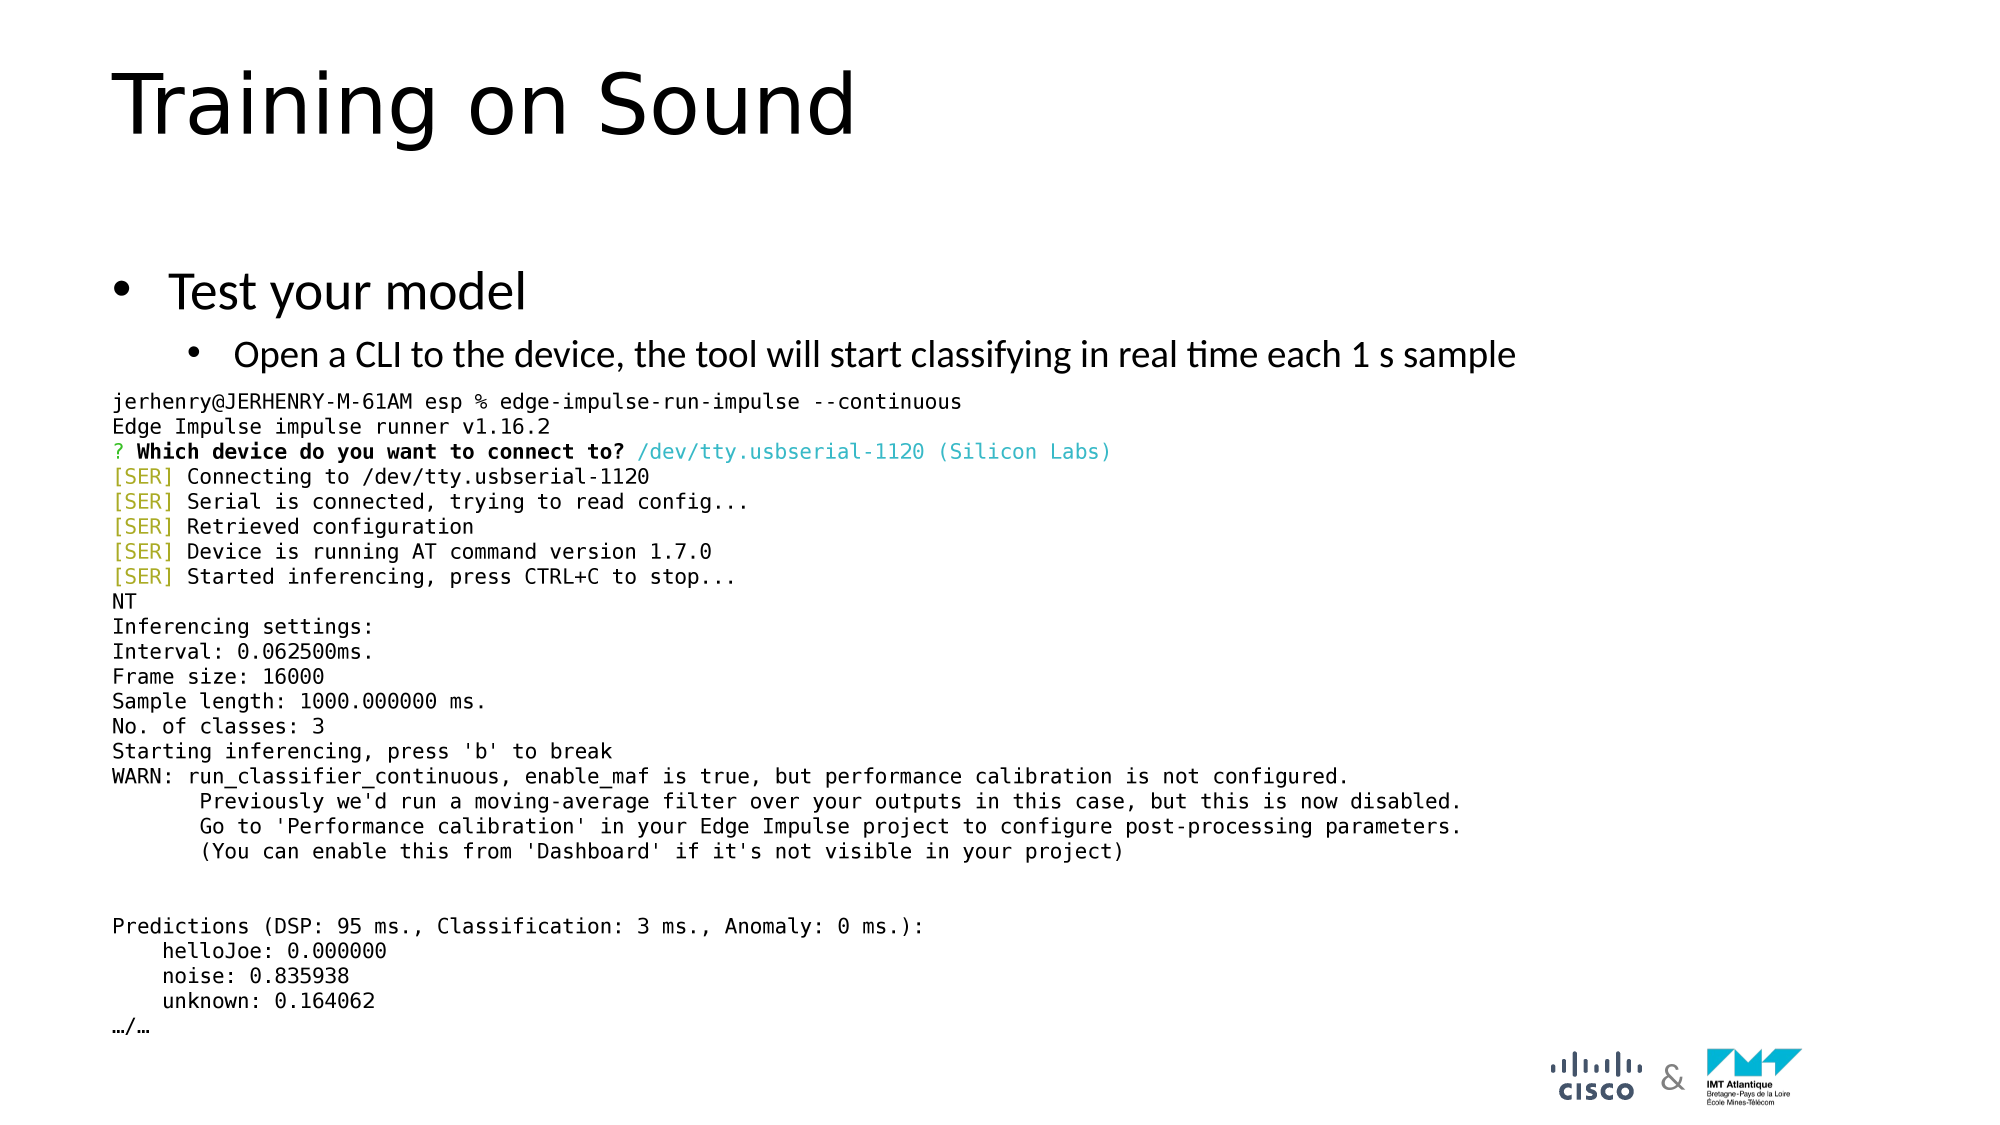 Training on Sound
• Test your model
• Open a CLI to the device, the tool will start classifying in real time each 1 s sample
jerhenry@JERHENRY-M-61AM esp % edge-impulse-run-impulse --continuous
Edge Impulse impulse runner v1.16.2
? Which device do you want to connect to? /dev/tty.usbserial-1120 (Silicon Labs)
[SER] Connecting to /dev/tty.usbserial-1120
[SER] Serial is connected, trying to read config...
[SER] Retrieved configuration
[SER] Device is running AT command version 1.7.0
[SER] Started inferencing, press CTRL+C to stop...
NT
Inferencing settings:
Interval: 0.062500ms.
Frame size: 16000
Sample length: 1000.000000 ms.
No. of classes: 3
Starting inferencing, press 'b' to break
WARN: run_classifier_continuous, enable_maf is true, but performance calibration is not configured.
Previously we'd run a moving-average filter over your outputs in this case, but this is now disabled.
Go to 'Performance calibration' in your Edge Impulse project to configure post-processing parameters.
(You can enable this from 'Dashboard' if it's not visible in your project)
Predictions (DSP: 95 ms., Classification: 3 ms., Anomaly: 0 ms.):
helloJoe: 0.000000
noise: 0.835938
unknown: 0.164062
…/…
CISCO & IMT Atlantique
Bretagne-Pays de la Loire
École Mines-Télécom